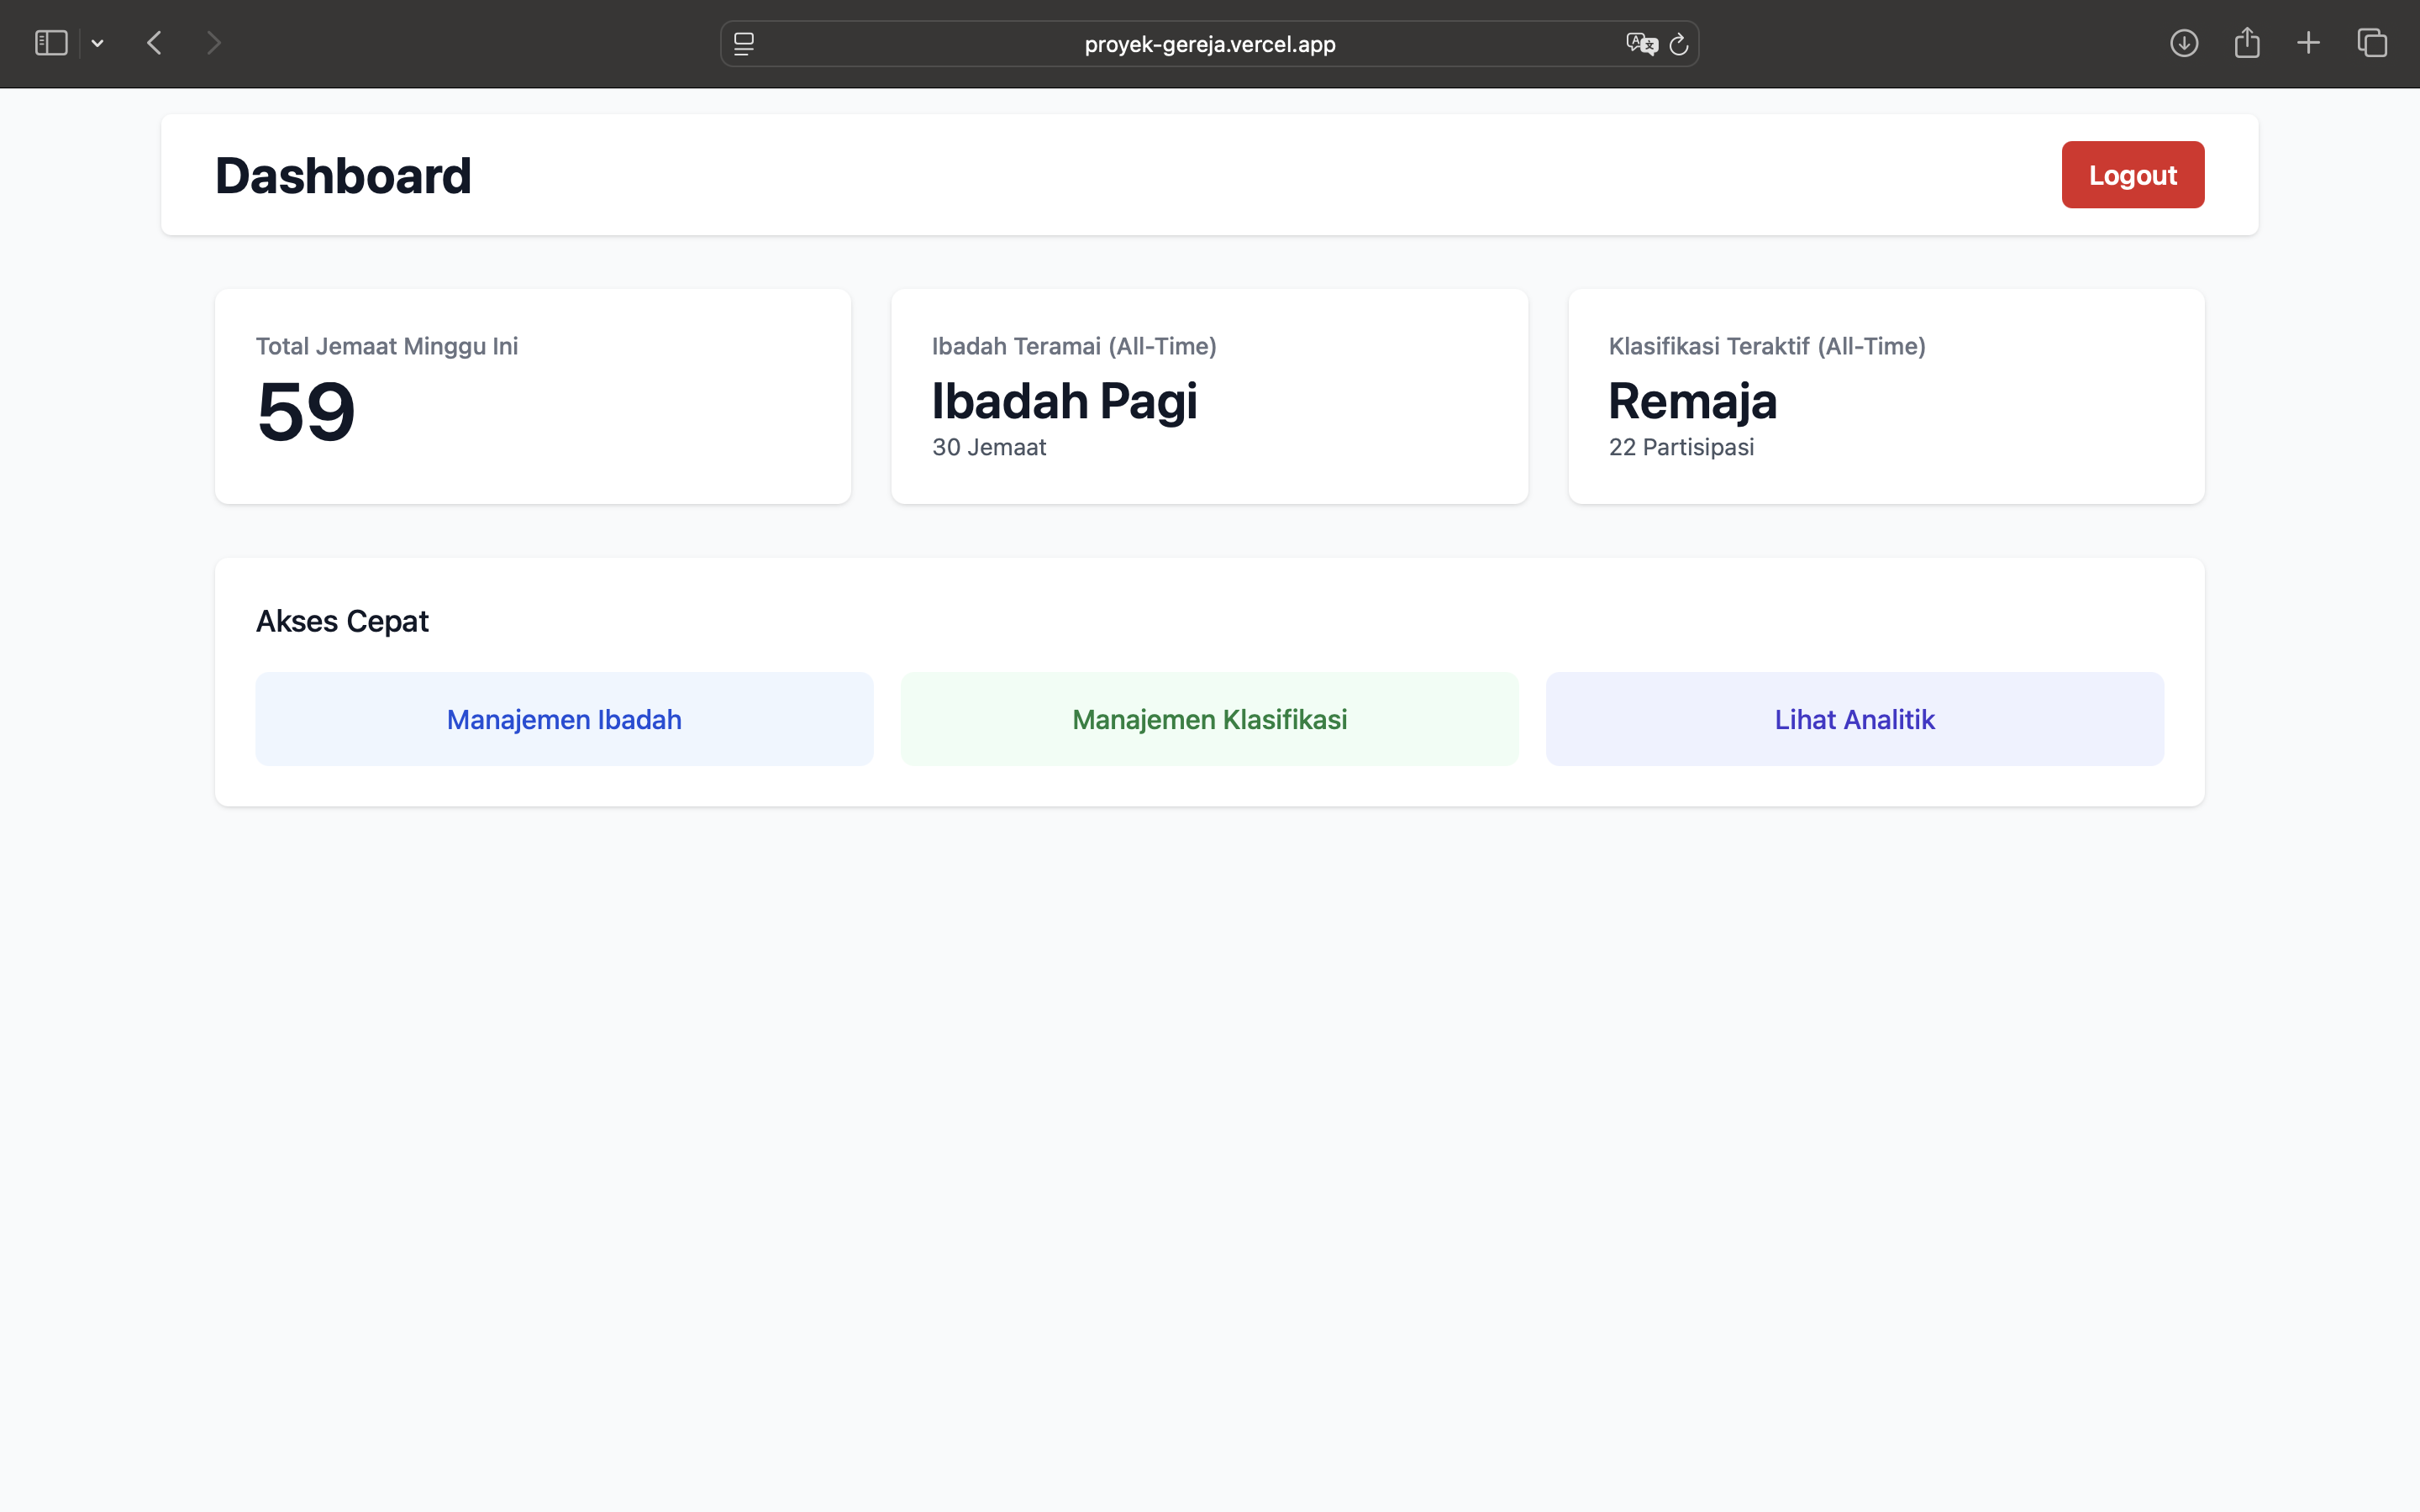 proyek-gereja.vercel.app
Dashboard
Logout
Total Jemaat Minggu Ini
59
Ibadah Teramai (All-Time)
Ibadah Pagi
30 Jemaat
Klasifikasi Teraktif (All-Time)
Remaja
22 Partisipasi
Akses Cepat
Manajemen Ibadah
Manajemen Klasifikasi
Lihat Analitik